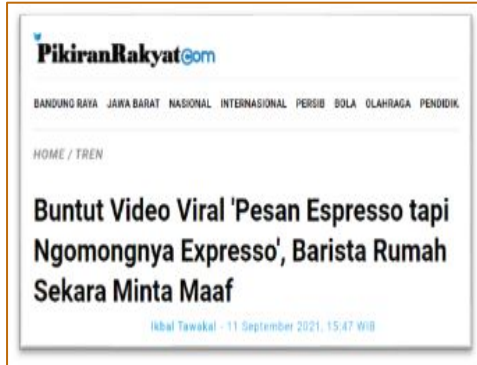 PikiranRakyat.com
BANDUNG RAYA JAWA BARAT NASIONAL INTERNASIONAL PERSIB BOLA OLAHRAGA PENDIDIK
HOME / TREN
Buntut Video Viral 'Pesan Espresso tapi
Ngomongnya Expresso', Barista Rumah
Sekara Minta Maaf
Ikbal Tawakal - 11 September 2021, 15:47 WIB